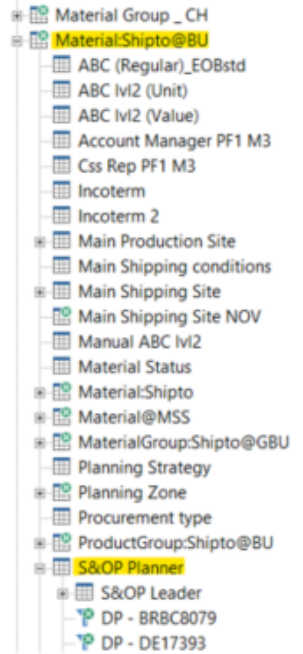 Material Group _ CH
Material:Shipto@BU
ABC (Regular)_EOBstd
ABC lvl2 (Unit)
ABC lvl2 (Value)
Account Manager PF1 M3
Css Rep PF1 M3
Incoterm
Incoterm 2
Main Production Site
Main Shipping conditions
Main Shipping Site
Main Shipping Site NOV
Manual ABC lvl2
Material Status
Material:Shipto
Material@MSS
MaterialGroup:Shipto@GBU
Planning Strategy
Planning Zone
Procurement type
ProductGroup:Shipto@BU
S&OP Planner
S&OP Leader
DP - BRBC8079
DP - DE17393